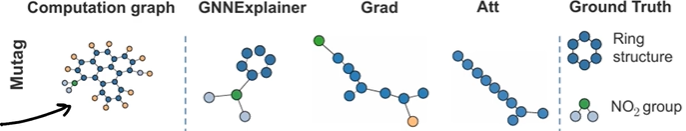 Computation graph GNNExplainer Grad Att Ground Truth
Mutag
Ring
structure
NO₂ group